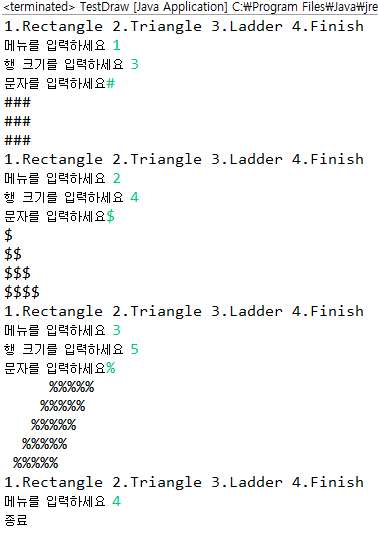 <terminated> TestDraw [Java Application] C:₩Program Files₩Java₩jre
1.Rectangle 2.Triangle 3.Ladder 4.Finish
메뉴를 입력하세요 1
행 크기를 입력하세요 3
문자를 입력하세요#
###
###
###
1.Rectangle 2.Triangle 3.Ladder 4.Finish
메뉴를 입력하세요 2
행 크기를 입력하세요 4
문자를 입력하세요$
$
$$
$$$
$$$$
1.Rectangle 2.Triangle 3.Ladder 4.Finish
메뉴를 입력하세요 3
행 크기를 입력하세요 5
문자를 입력하세요%
     %%%%%
    %%%%%
   %%%%%
  %%%%%
 %%%%%
1.Rectangle 2.Triangle 3.Ladder 4.Finish
메뉴를 입력하세요 4
종료